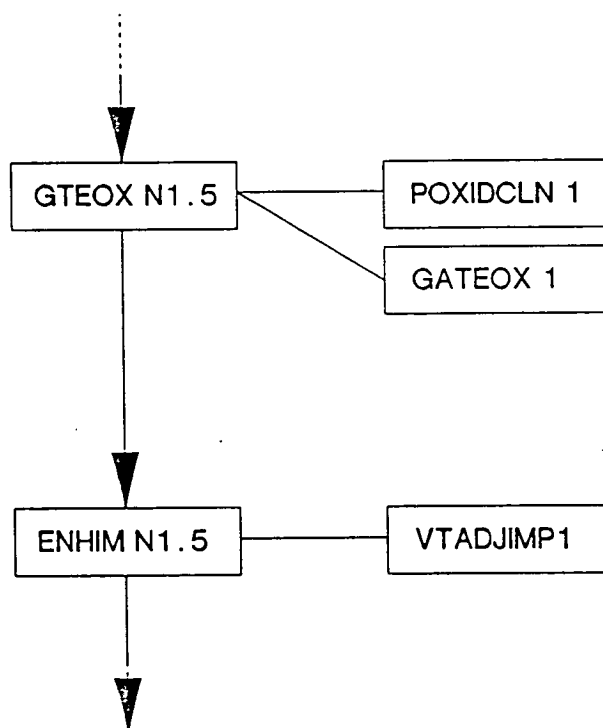 GTEOX N1.5
POXIDCLN 1
GATEOX 1
ENHIM N1.5
VTADJIMP1